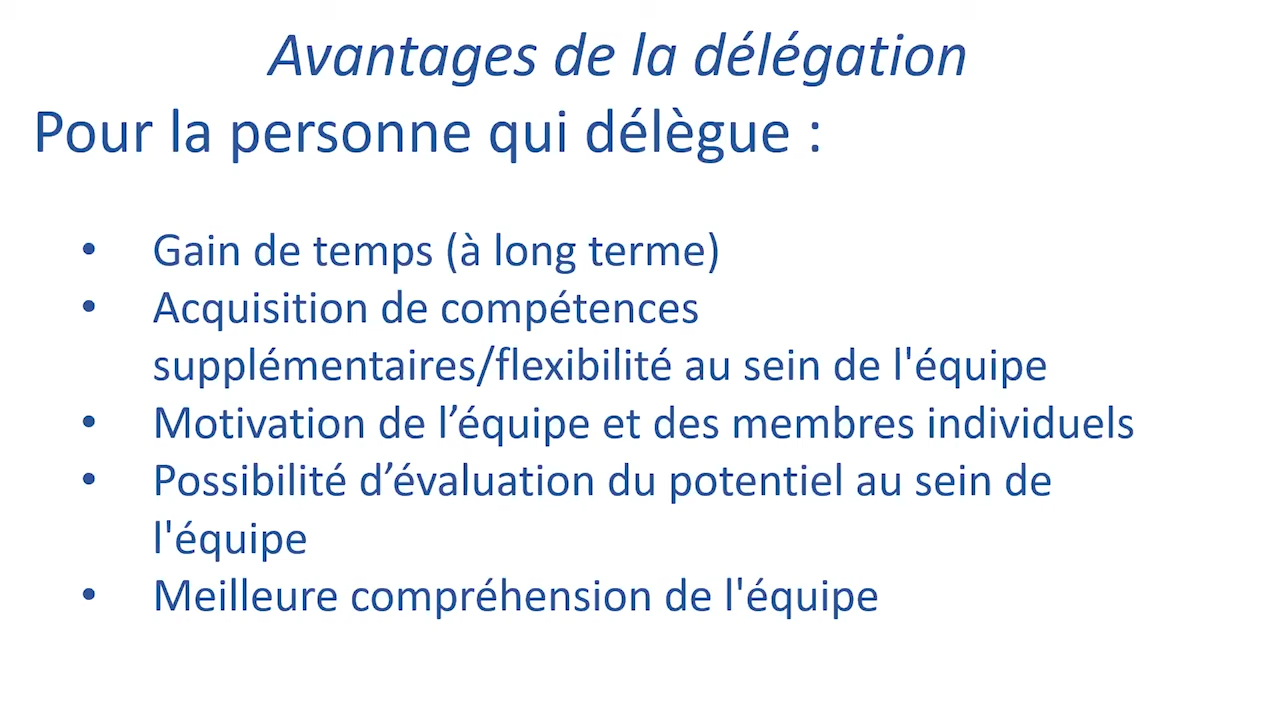 Avantages de la délégation
Pour la personne qui délègue :
• Gain de temps (à long terme)
• Acquisition de compétences
supplémentaires/flexibilité au sein de l'équipe
• Motivation de l’équipe et des membres individuels
• Possibilité d’évaluation du potentiel au sein de
l'équipe
• Meilleure compréhension de l'équipe